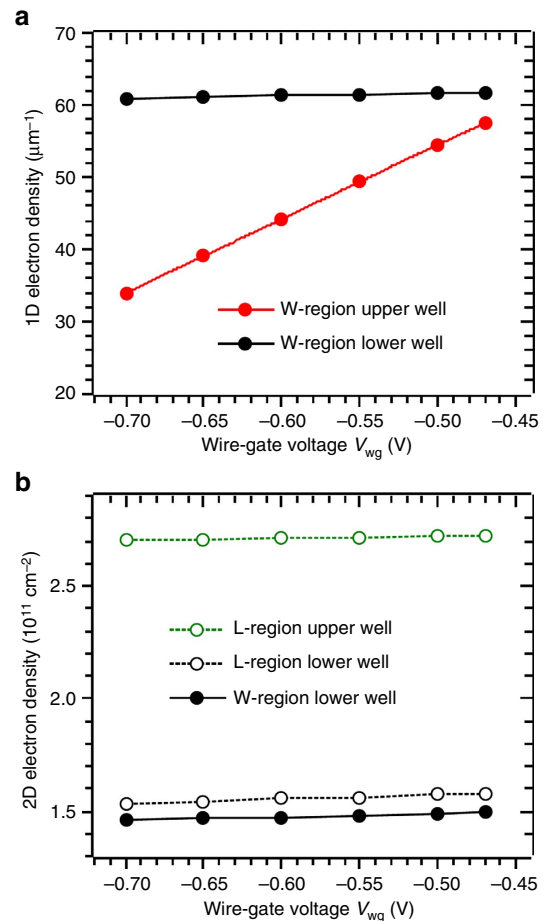 a
1D electron density (μm⁻¹)
70
60
50
40
30
20
W-region upper well
W-region lower well
−0.70 −0.65 −0.60 −0.55 −0.50 −0.45
Wire-gate voltage Vwg (V)
b
2D electron density (10¹¹ cm⁻²)
2.5
2.0
1.5
L-region upper well
L-region lower well
W-region lower well
−0.70 −0.65 −0.60 −0.55 −0.50 −0.45
Wire-gate voltage Vwg (V)